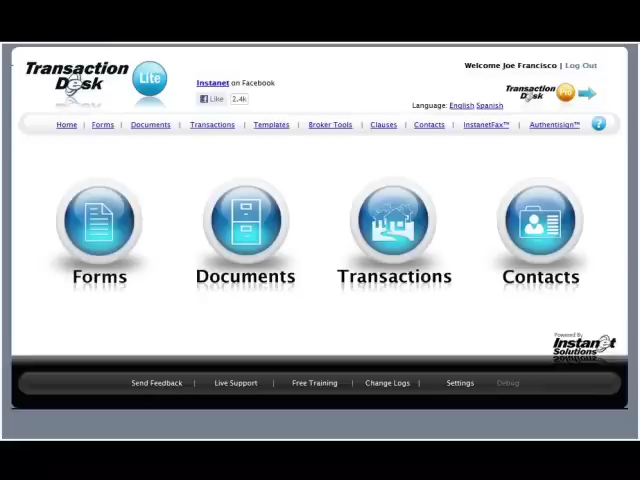 Transaction Desk Lite
Welcome Joe Francisco | Log Out
Instanet on Facebook
Like 2.4k
Transaction Desk Pro
Language: English Spanish
Home | Forms | Documents | Transactions | Templates | Broker Tools | Clauses | Contacts | InstanetFax™ | Authentisign™ ?
Forms Documents Transactions Contacts
Powered By
Instanet
Solutions
Send Feedback | Live Support | Free Training | Change Logs | Settings Debug